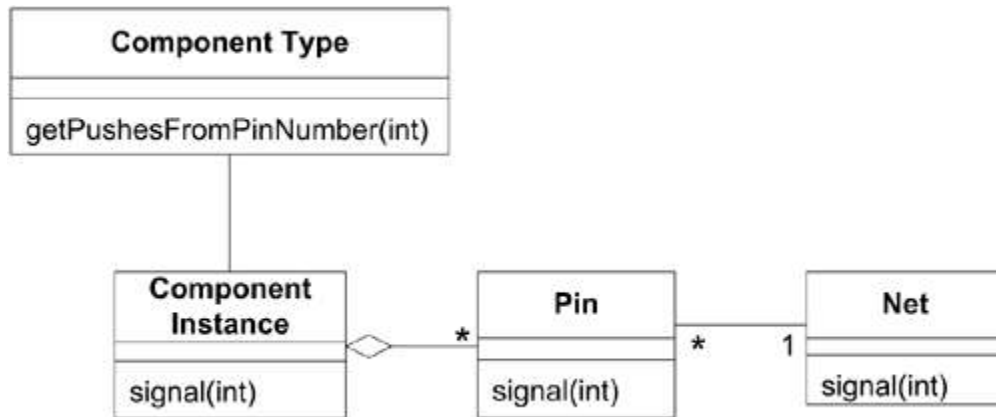 Component Type
getPushesFromPinNumber(int)
Component
Instance
signal(int)
*
Pin
signal(int)
*
1
Net
signal(int)